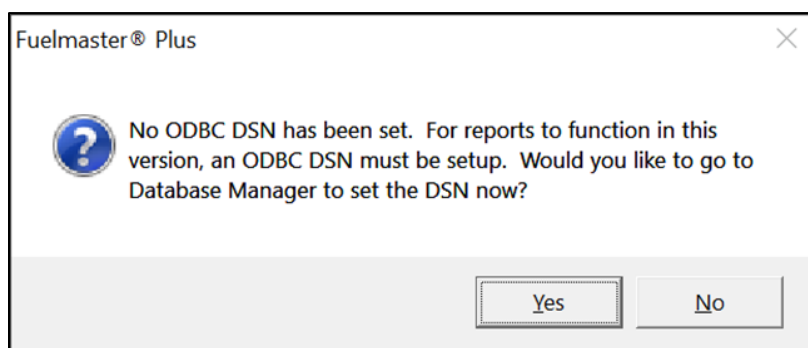 Fuelmaster® Plus
No ODBC DSN has been set.  For reports to function in this
version, an ODBC DSN must be setup.  Would you like to go to
Database Manager to set the DSN now?
Yes
No